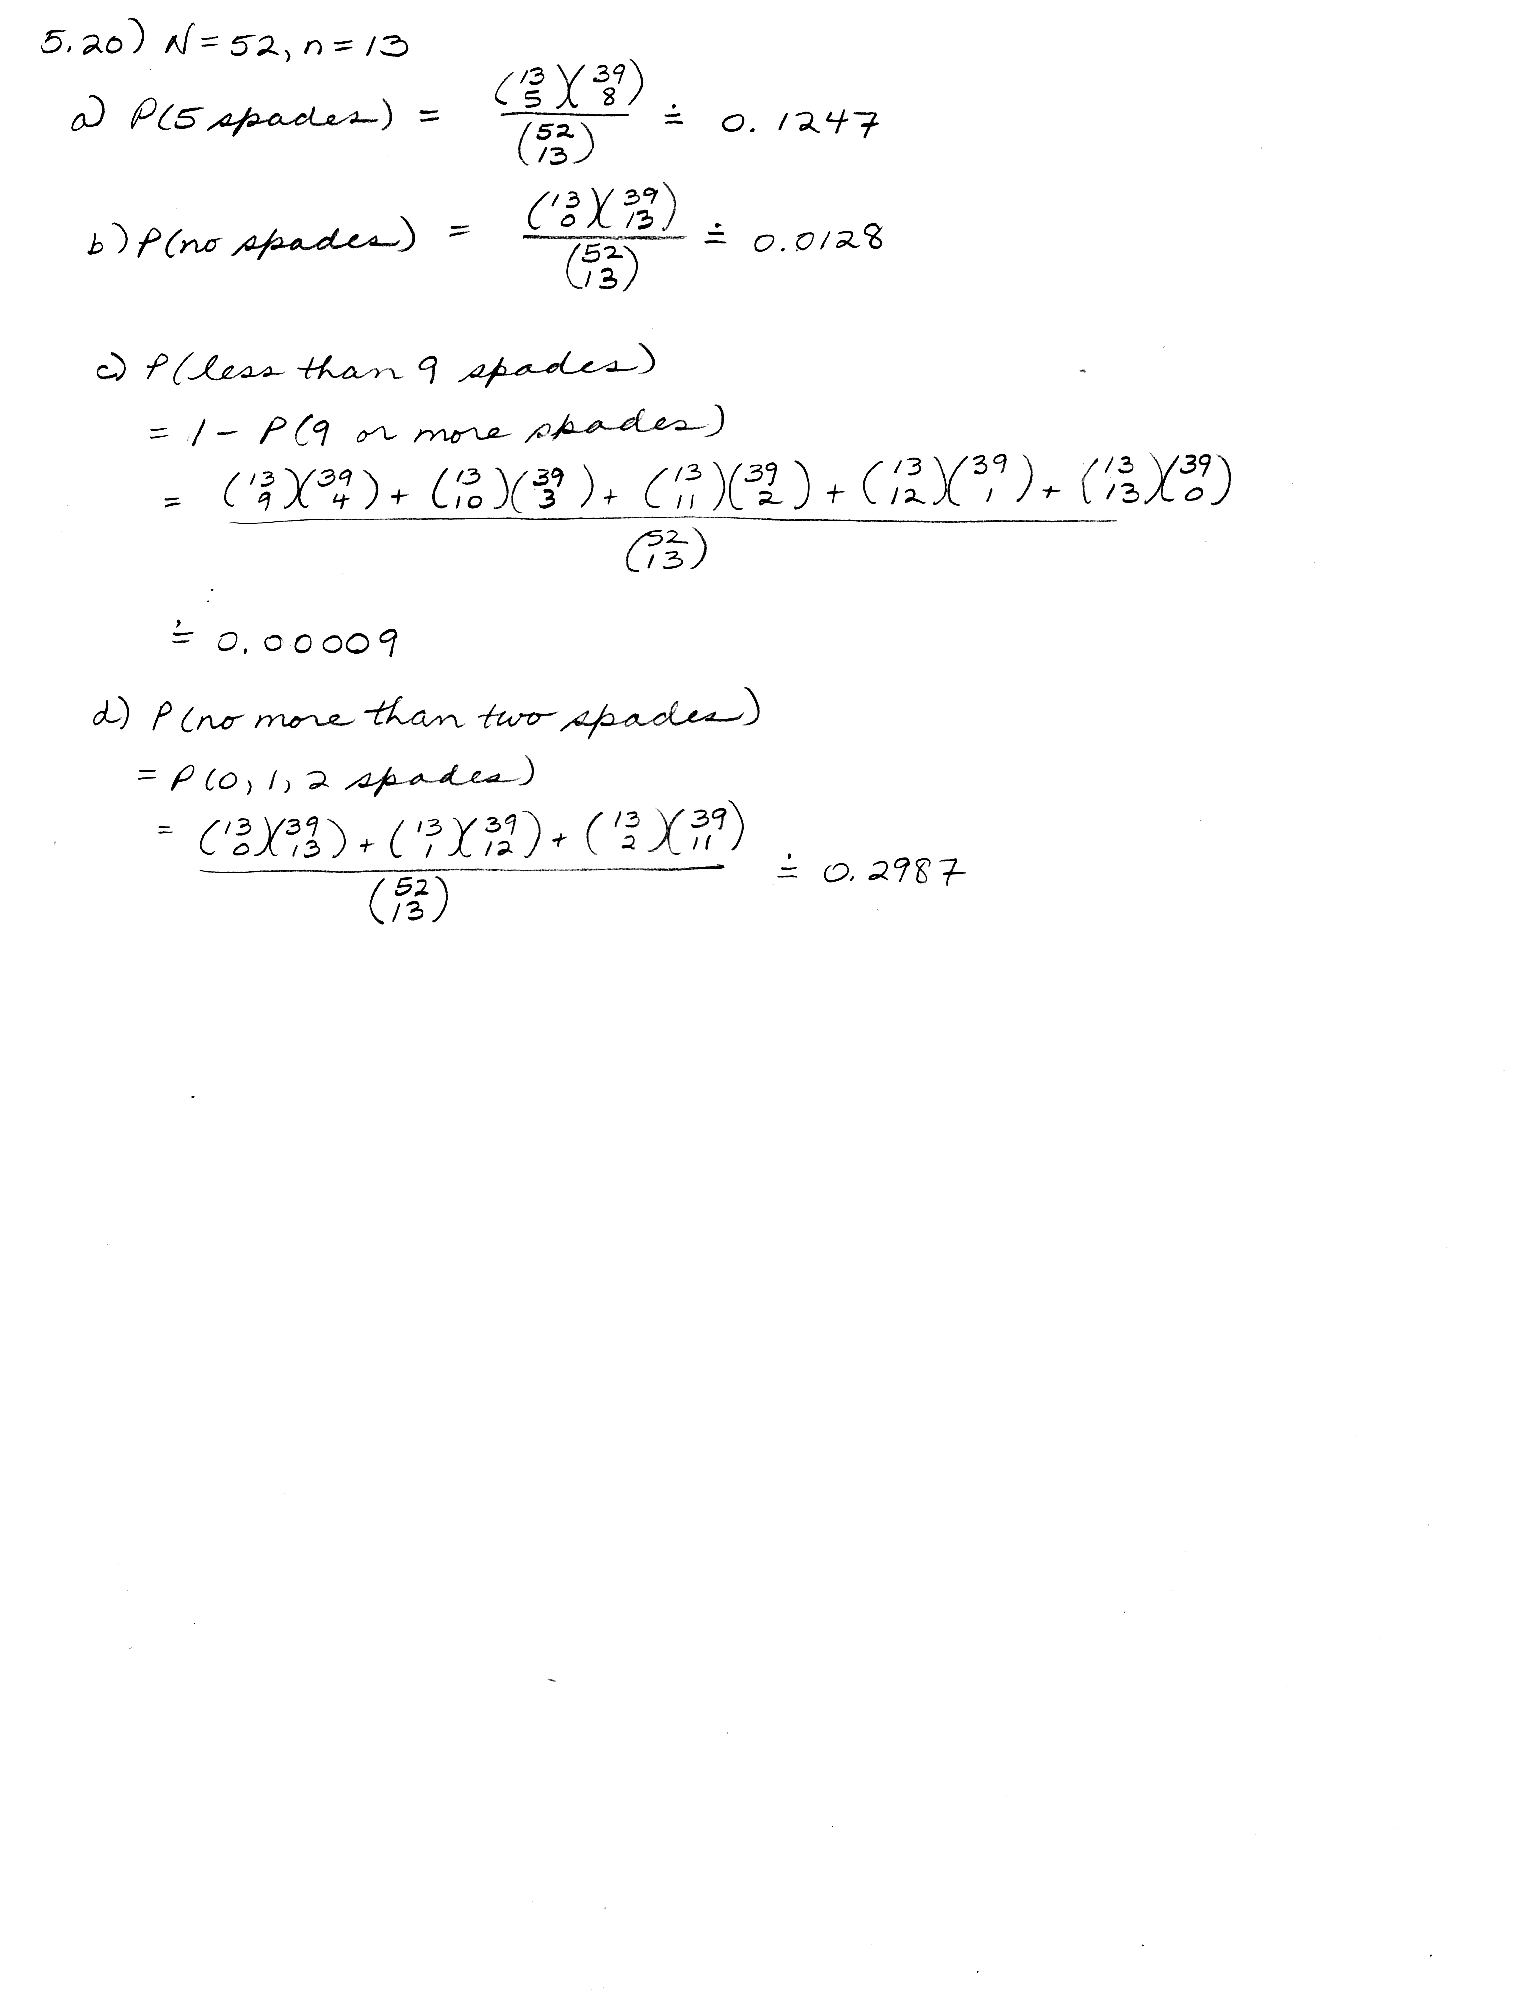 5.20) N = 52, n = 13
a) P(5 spades) = (13 5)(39 8) / (52 13) ≐ 0.1247
b) P(no spades) = (13 0)(39 13) / (52 13) ≐ 0.0128
c) P(less than 9 spades)
= 1 - P(9 or more spades)
= (13 9)(39 4) + (13 10)(39 3) + (13 11)(39 2) + (13 12)(39 1) + (13 13)(39 0)
(52 13)
≐ 0.00009
d) P(no more than two spades)
= P(0, 1, 2 spades)
= (13 0)(39 13) + (13 1)(39 12) + (13 2)(39 11) / (52 13) ≐ 0.2987